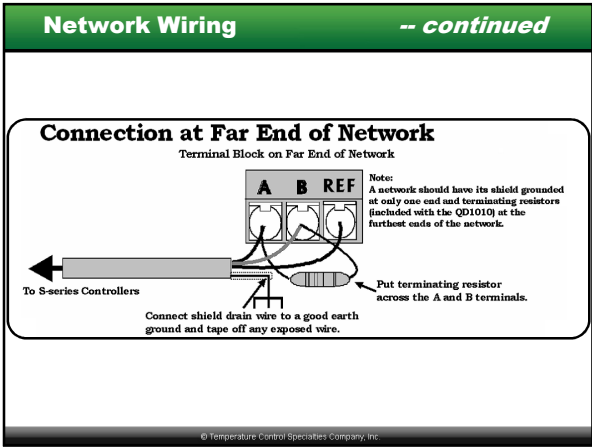 Network Wiring -- continued
Connection at Far End of Network
Terminal Block on Far End of Network
A B REF
Note:
A network should have its shield grounded
at only one end and terminating resistors
(included with the QD1010) at the
furthest ends of the network.
To S-series Controllers
Put terminating resistor
across the A and B terminals.
Connect shield drain wire to a good earth
ground and tape off any exposed wire.
© Temperature Control Specialties Company, Inc.